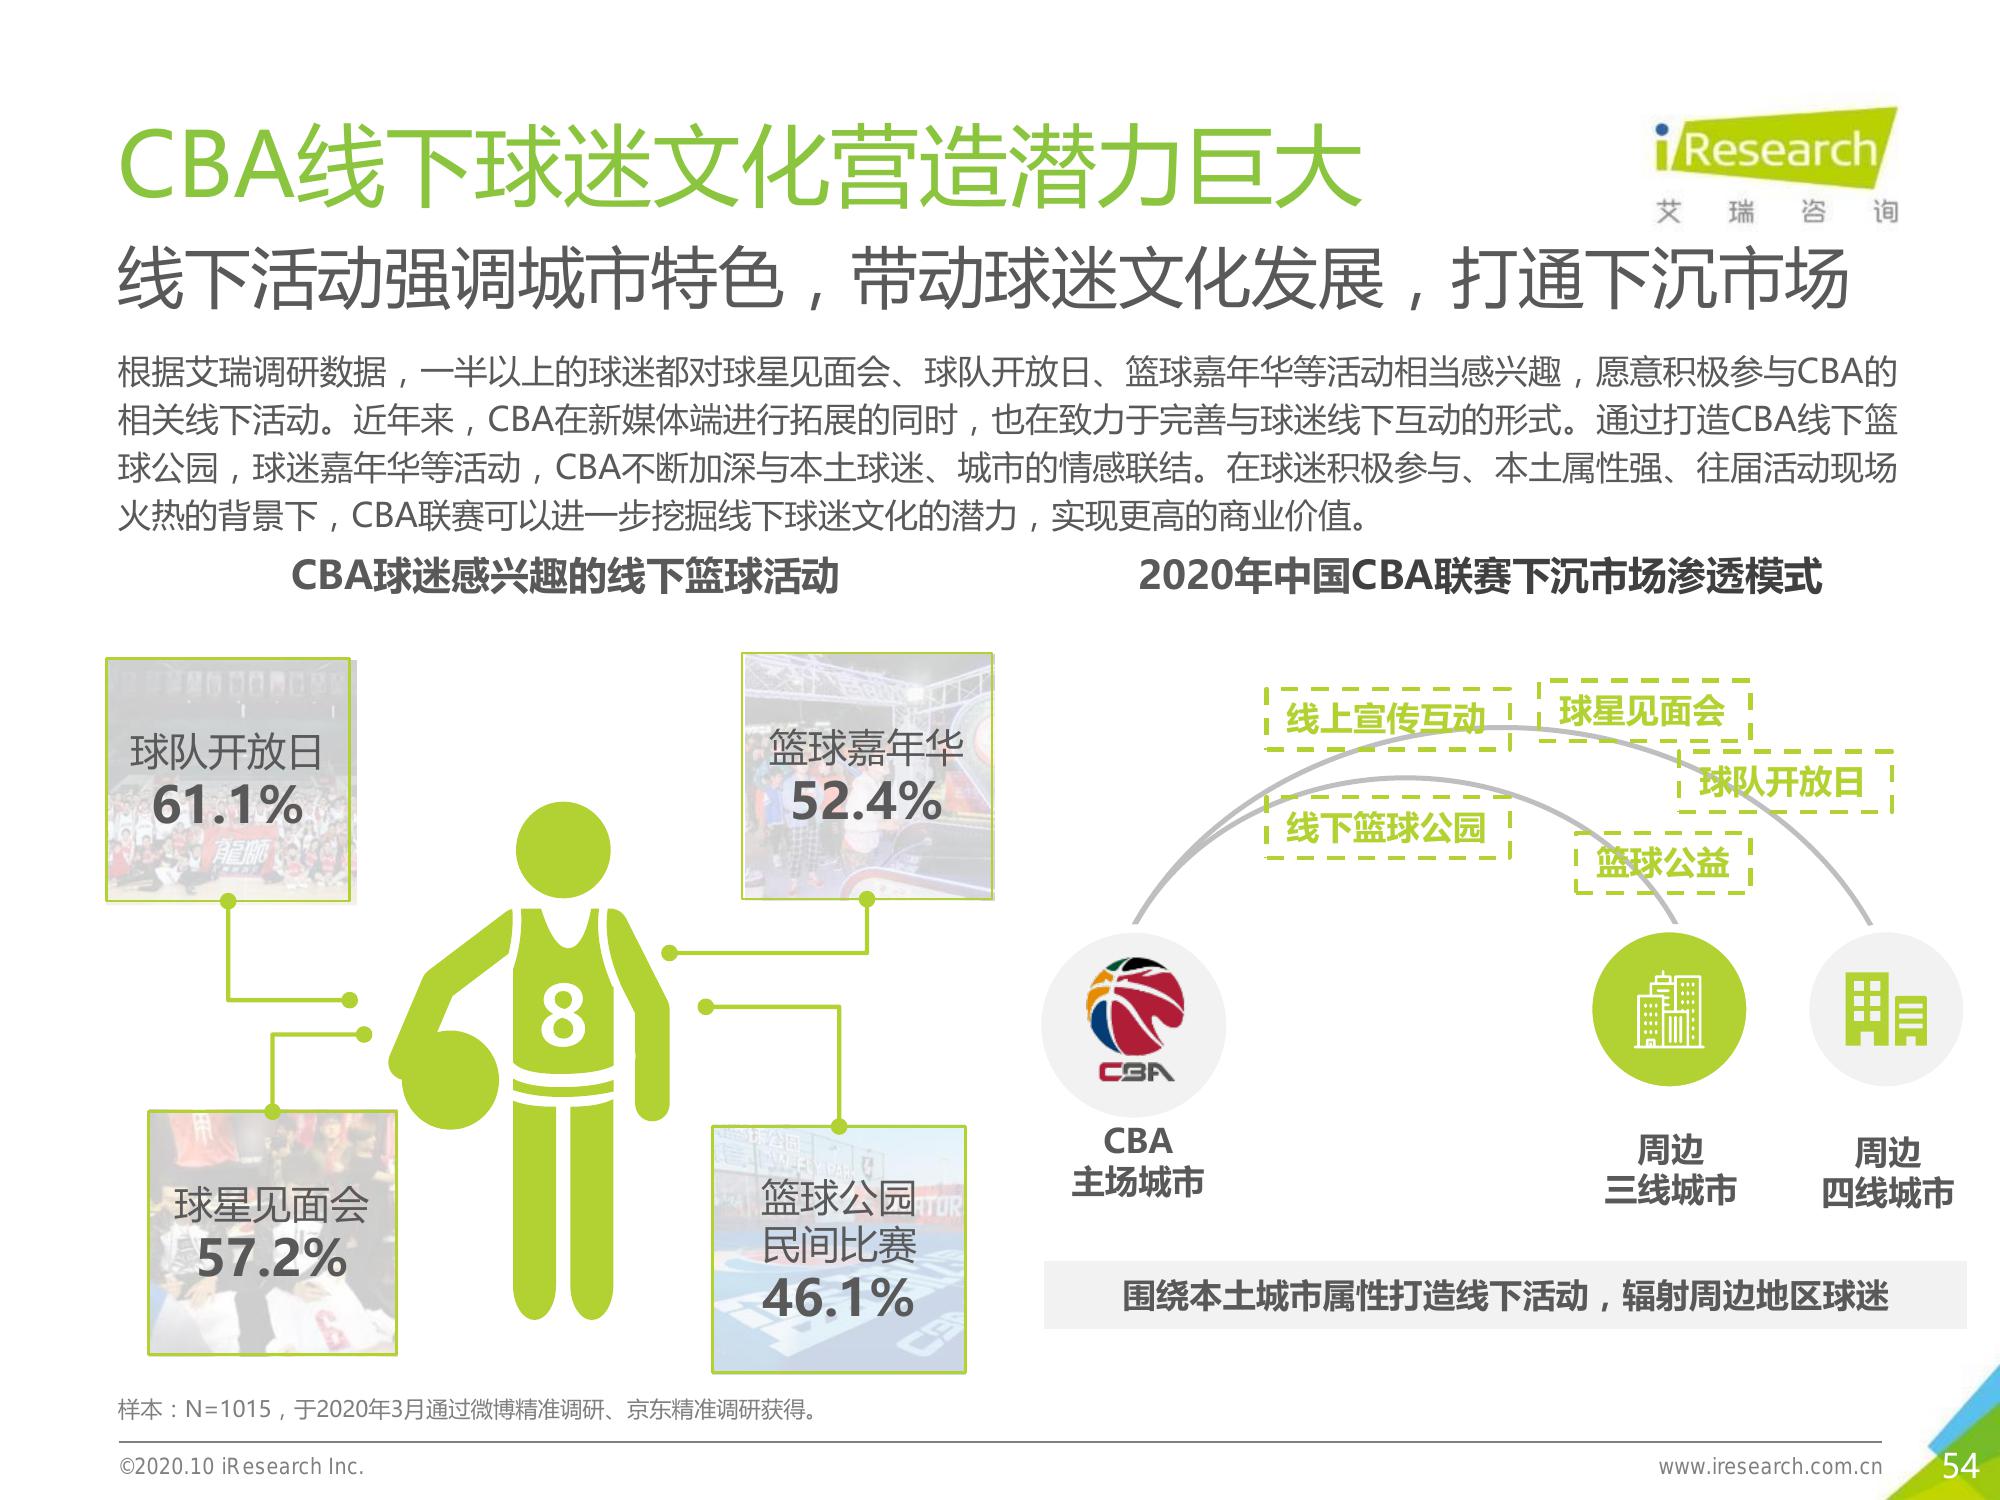 CBA线下球迷文化营造潜力巨大
iResearch
艾瑞咨询
线下活动强调城市特色，带动球迷文化发展，打通下沉市场
根据艾瑞调研数据，一半以上的球迷都对球星见面会、球队开放日、篮球嘉年华等活动相当感兴趣，愿意积极参与CBA的
相关线下活动。近年来，CBA在新媒体端进行拓展的同时，也在致力于完善与球迷线下互动的形式。通过打造CBA线下篮
球公园，球迷嘉年华等活动，CBA不断加深与本土球迷、城市的情感联结。在球迷积极参与、本土属性强、往届活动现场
火热的背景下，CBA联赛可以进一步挖掘线下球迷文化的潜力，实现更高的商业价值。
CBA球迷感兴趣的线下篮球活动
球队开放日
61.1%
龍獅
篮球嘉年华
52.4%
8
球星见面会
57.2%
6
篮球公园
民间比赛
46.1%
2020年中国CBA联赛下沉市场渗透模式
线上宣传互动
球星见面会
球队开放日
线下篮球公园
篮球公益
CBA
CBA
主场城市
周边
三线城市
周边
四线城市
围绕本土城市属性打造线下活动，辐射周边地区球迷
样本：N=1015，于2020年3月通过微博精准调研、京东精准调研获得。
©2020.10 iResearch Inc.
www.iresearch.com.cn
54